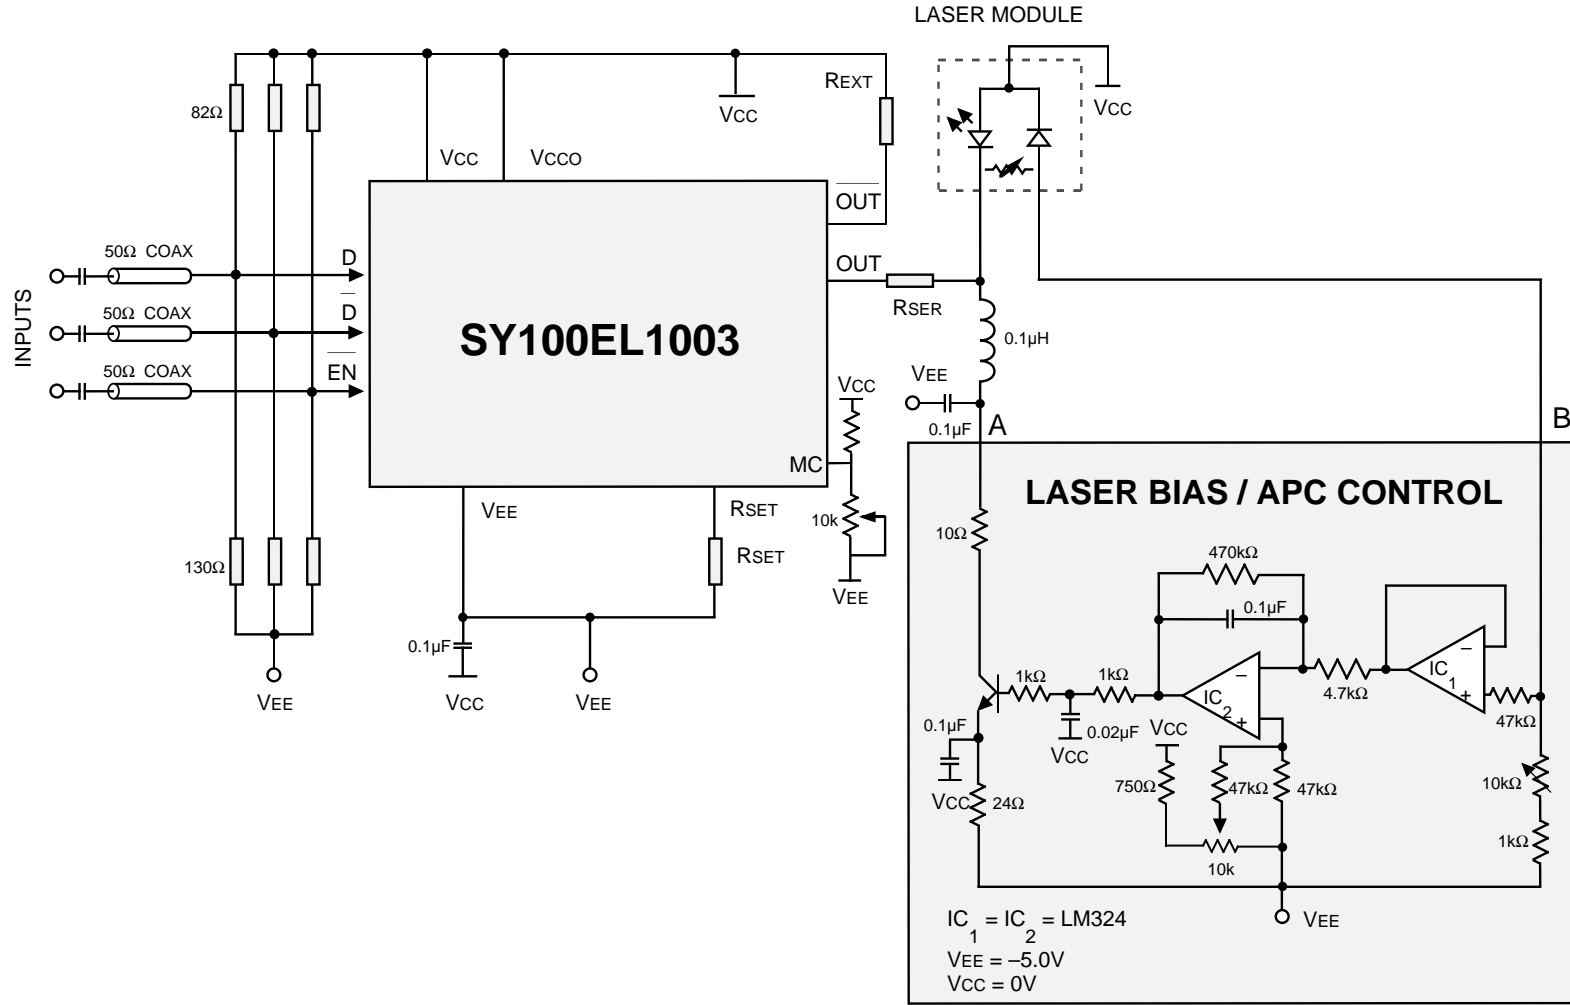 LASER MODULE
REXT
82Ω
VCC
VCC
VCC
VCCO
OUT
50Ω COAX
D
OUT
RSER
50Ω COAX
D
INPUTS
SY100EL1003
0.1µH
50Ω COAX
EN
VEE
VCC
0.1µF
A
B
MC
LASER BIAS / APC CONTROL
VEE
RSET
10k
10Ω
130Ω
RSET
470kΩ
VEE
0.1µF
0.1µF
IC1
–
+
1kΩ
1kΩ
IC2
–
+
4.7kΩ
47kΩ
VEE
VCC
VEE
0.1µF
0.02µF
VCC
VCC
VCC
24Ω
750Ω
47kΩ
47kΩ
10kΩ
10k
1kΩ
IC1 = IC2 = LM324
VEE
VEE = –5.0V
VCC = 0V